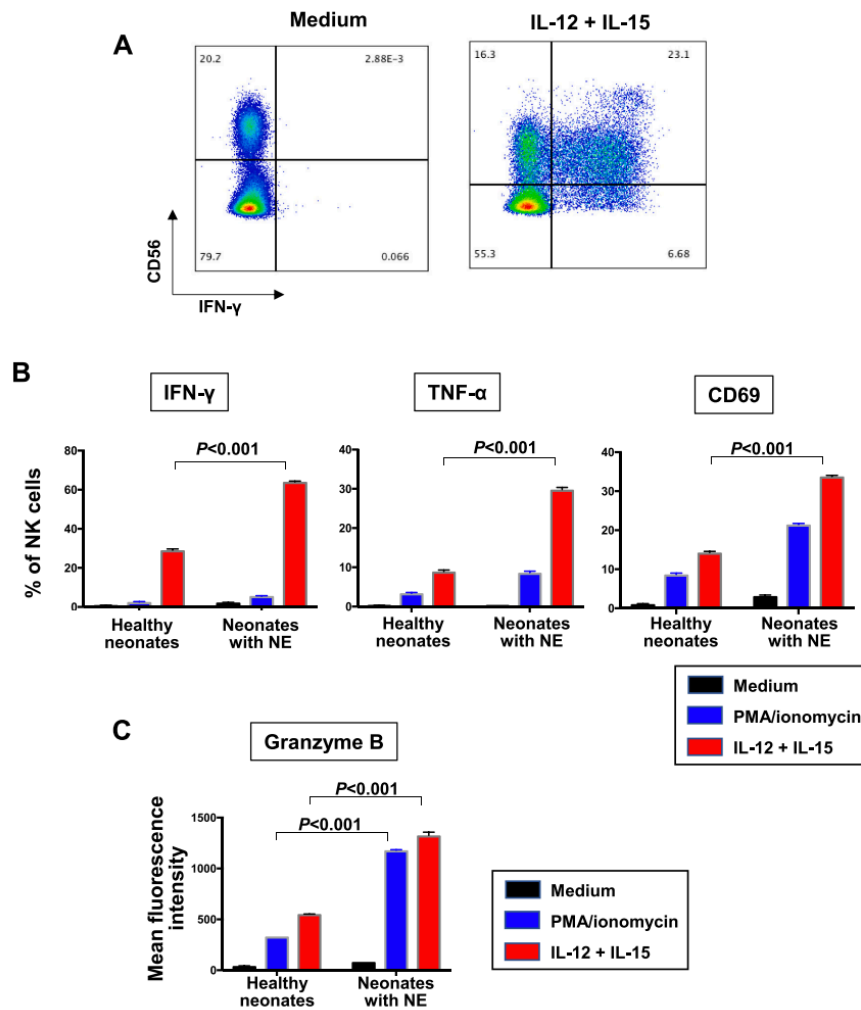 Medium IL-12 + IL-15
A
20.2 2.88E-3
79.7 0.066
16.3 23.1
55.3 6.68
CD56
IFN-γ
B
IFN-γ TNF-α CD69
P<0.001 P<0.001 P<0.001
% of NK cells
80
60
40
20
0
40
30
20
10
0
40
30
20
10
0
Healthy neonates
Neonates with NE
Healthy neonates
Neonates with NE
Healthy neonates
Neonates with NE
Medium
PMA/ionomycin
IL-12 + IL-15
C
Granzyme B
P<0.001
P<0.001
Mean fluorescence
intensity
1500
1000
500
0
Healthy
neonates
Neonates
with NE
Medium
PMA/ionomycin
IL-12 + IL-15